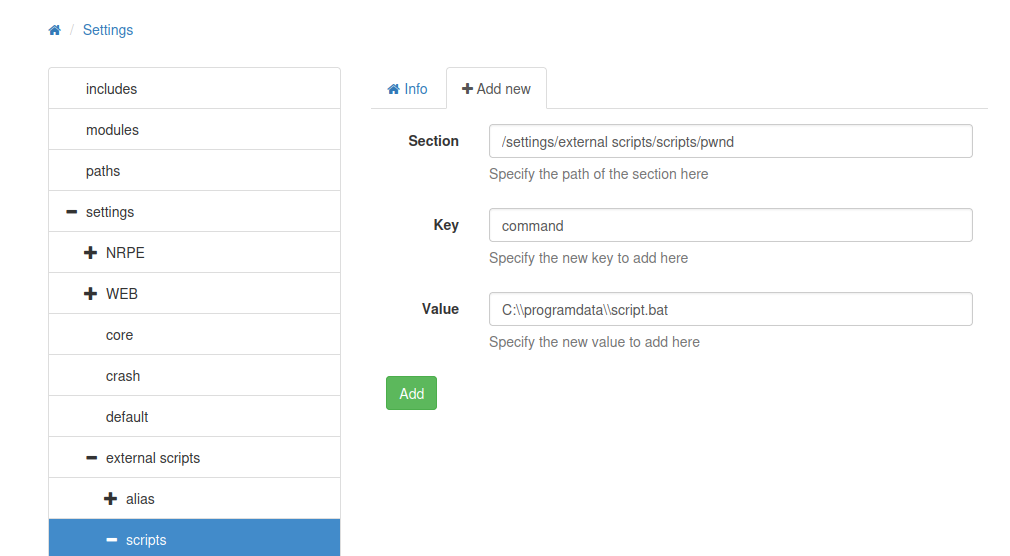 / Settings
includes
modules
paths
settings
NRPE
WEB
core
crash
default
external scripts
alias
scripts
Info
Add new
Section
/settings/external scripts/scripts/pwnd
Specify the path of the section here
Key
command
Specify the new key to add here
Value
C:\\programdata\\script.bat
Specify the new value to add here
Add